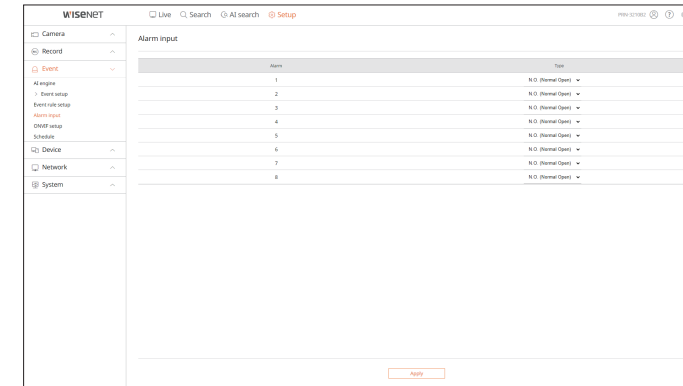 WISENET
Live Search AI search Setup
Camera
Record
Event
AI engine
> Event setup
Event rule setup
Alarm input
ONVIF setup
Schedule
Device
Network
System
Alarm input
Alarm Type
1 N.O. (Normal Open)
2 N.O. (Normal Open)
3 N.O. (Normal Open)
4 N.O. (Normal Open)
5 N.O. (Normal Open)
6 N.O. (Normal Open)
7 N.O. (Normal Open)
8 N.O. (Normal Open)
Apply